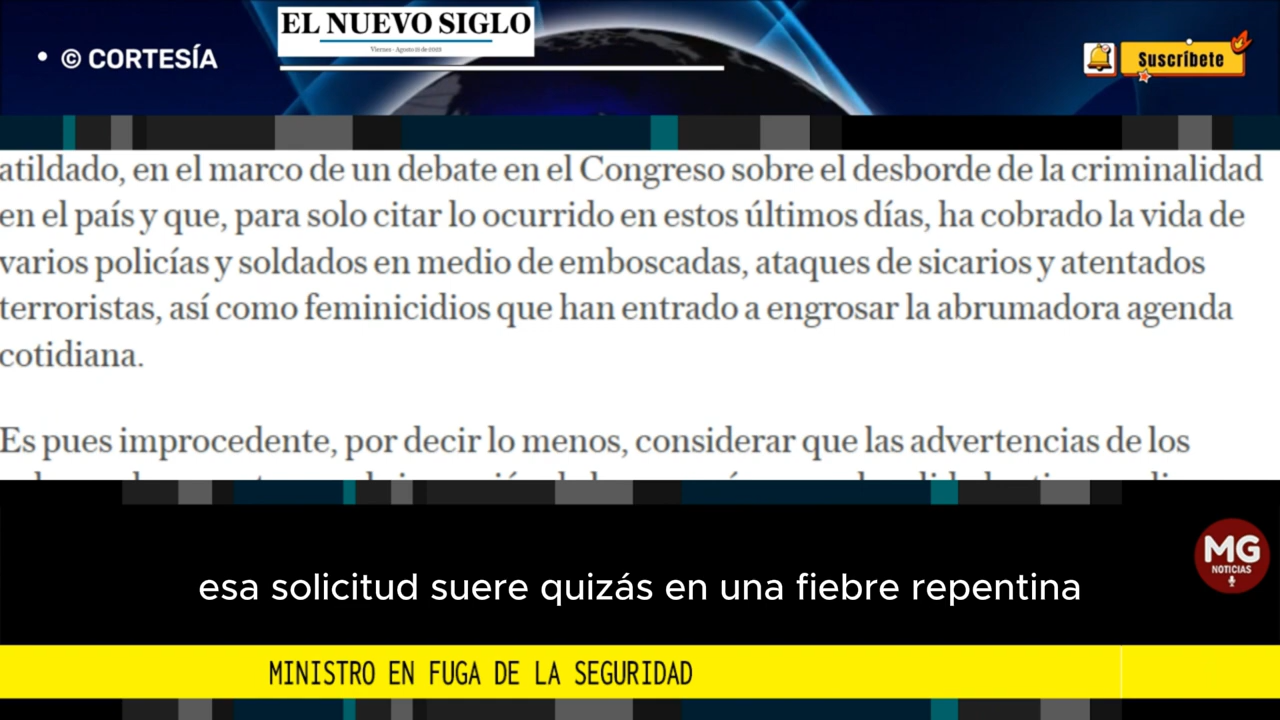 • © CORTESÍA
EL NUEVO SIGLO
Suscríbete
atildado, en el marco de un debate en el Congreso sobre el desborde de la criminalidad
en el país y que, para solo citar lo ocurrido en estos últimos días, ha cobrado la vida de
varios policías y soldados en medio de emboscadas, ataques de sicarios y atentados
terroristas, así como feminicidios que han entrado a engrosar la abrumadora agenda
cotidiana.
Es pues improcedente, por decir lo menos, considerar que las advertencias de los
MG
NOTICIAS
esa solicitud suere quizás en una fiebre repentina
MINISTRO EN FUGA DE LA SEGURIDAD